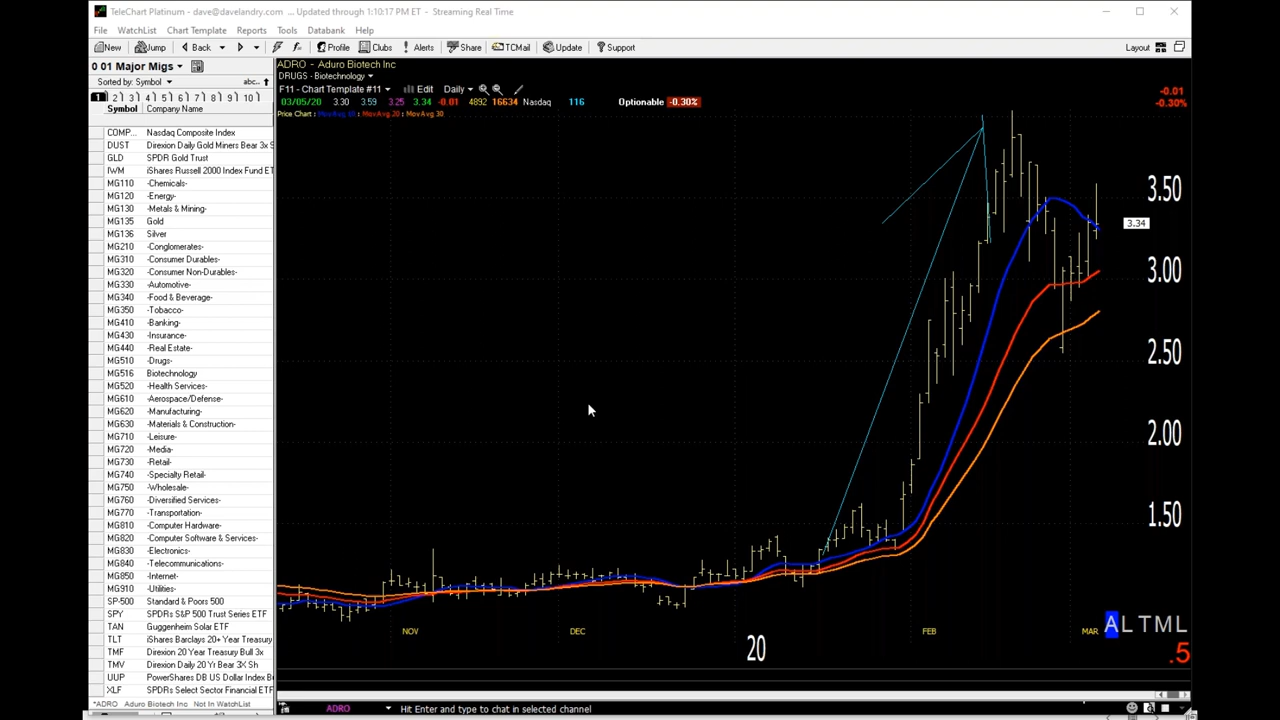 TeleChart Platinum - dave@davelandry.com ... Updated through 1:10:17 PM ET - Streaming Real Time
File WatchList Chart Template Reports Tools Databank Help
New Jump Back Profile Clubs Alerts Share TCMail Update Support Layout
0 01 Major Migs
Sorted by: Symbol abc..
1 2 3 4 5 6 7 8 9 10
Symbol Company Name
COMP... Nasdaq Composite Index
DUST Direxion Daily Gold Miners Bear 3x S
GLD SPDR Gold Trust
IWM iShares Russell 2000 Index Fund ET
MG110 -Chemicals-
MG120 -Energy-
MG130 -Metals & Mining-
MG135 Gold
MG136 Silver
MG210 -Conglomerates-
MG310 -Consumer Durables-
MG320 -Consumer Non-Durables-
MG330 -Automotive-
MG340 -Food & Beverage-
MG350 -Tobacco-
MG410 -Banking-
MG430 -Insurance-
MG440 -Real Estate-
MG510 -Drugs-
MG516 Biotechnology
MG520 -Health Services-
MG610 -Aerospace/Defense-
MG620 -Manufacturing-
MG630 -Materials & Construction-
MG710 -Leisure-
MG720 -Media-
MG730 -Retail-
MG740 -Specialty Retail-
MG750 -Wholesale-
MG760 -Diversified Services-
MG770 -Transportation-
MG810 -Computer Hardware-
MG820 -Computer Software & Services-
MG830 -Electronics-
MG840 -Telecommunications-
MG850 -Internet-
MG910 -Utilities-
SP-500 Standard & Poors 500
SPY SPDRs S&P 500 Trust Series ETF
TAN Guggenheim Solar ETF
TLT iShares Barclays 20+ Year Treasury
TMF Direxion 20 Year Treasury Bull 3x
TMV Direxion Daily 20 Yr Bear 3X Sh
UUP PowerShares DB US Dollar Index Be
XLF SPDRs Select Sector Financial ETF
*ADRO Aduro Biotech Inc Not In WatchList
ADRO - Aduro Biotech Inc
DRUGS - Biotechnology
F11 - Chart Template #11 Edit Daily
03/05/20 3.30 3.59 3.25 3.34 -0.01 4892 16634 Nasdaq 116 Optionable -0.30%
-0.01
-0.30%
Price Chart : MovAvg 20 : MovAvg 30
3.50
3.34
3.00
2.50
2.00
1.50
NOV DEC 20 FEB MAR
ALTML
.5
ADRO Hit Enter and type to chat in selected channel